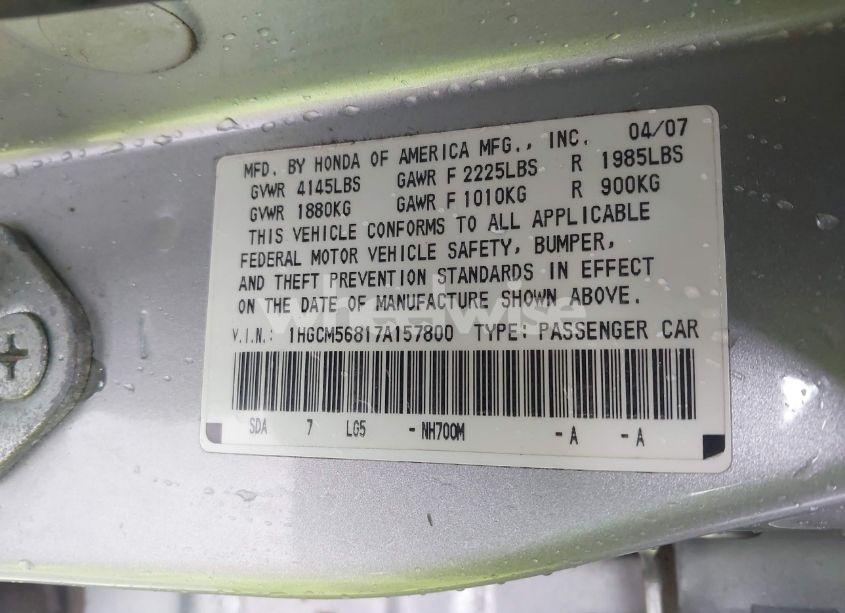 MFD. BY HONDA OF AMERICA MFG., INC. 04/07
GVWR 4145LBS GAWR F 2225LBS R 1985LBS
GVWR 1880KG GAWR F 1010KG R 900KG
THIS VEHICLE CONFORMS TO ALL APPLICABLE
FEDERAL MOTOR VEHICLE SAFETY, BUMPER,
AND THEFT PREVENTION STANDARDS IN EFFECT
ON THE DATE OF MANUFACTURE SHOWN ABOVE.
wheelwise
V.I.N.: 1HGCM56817A157800 TYPE: PASSENGER CAR
SDA 7 LG5 - NH700M - A - A